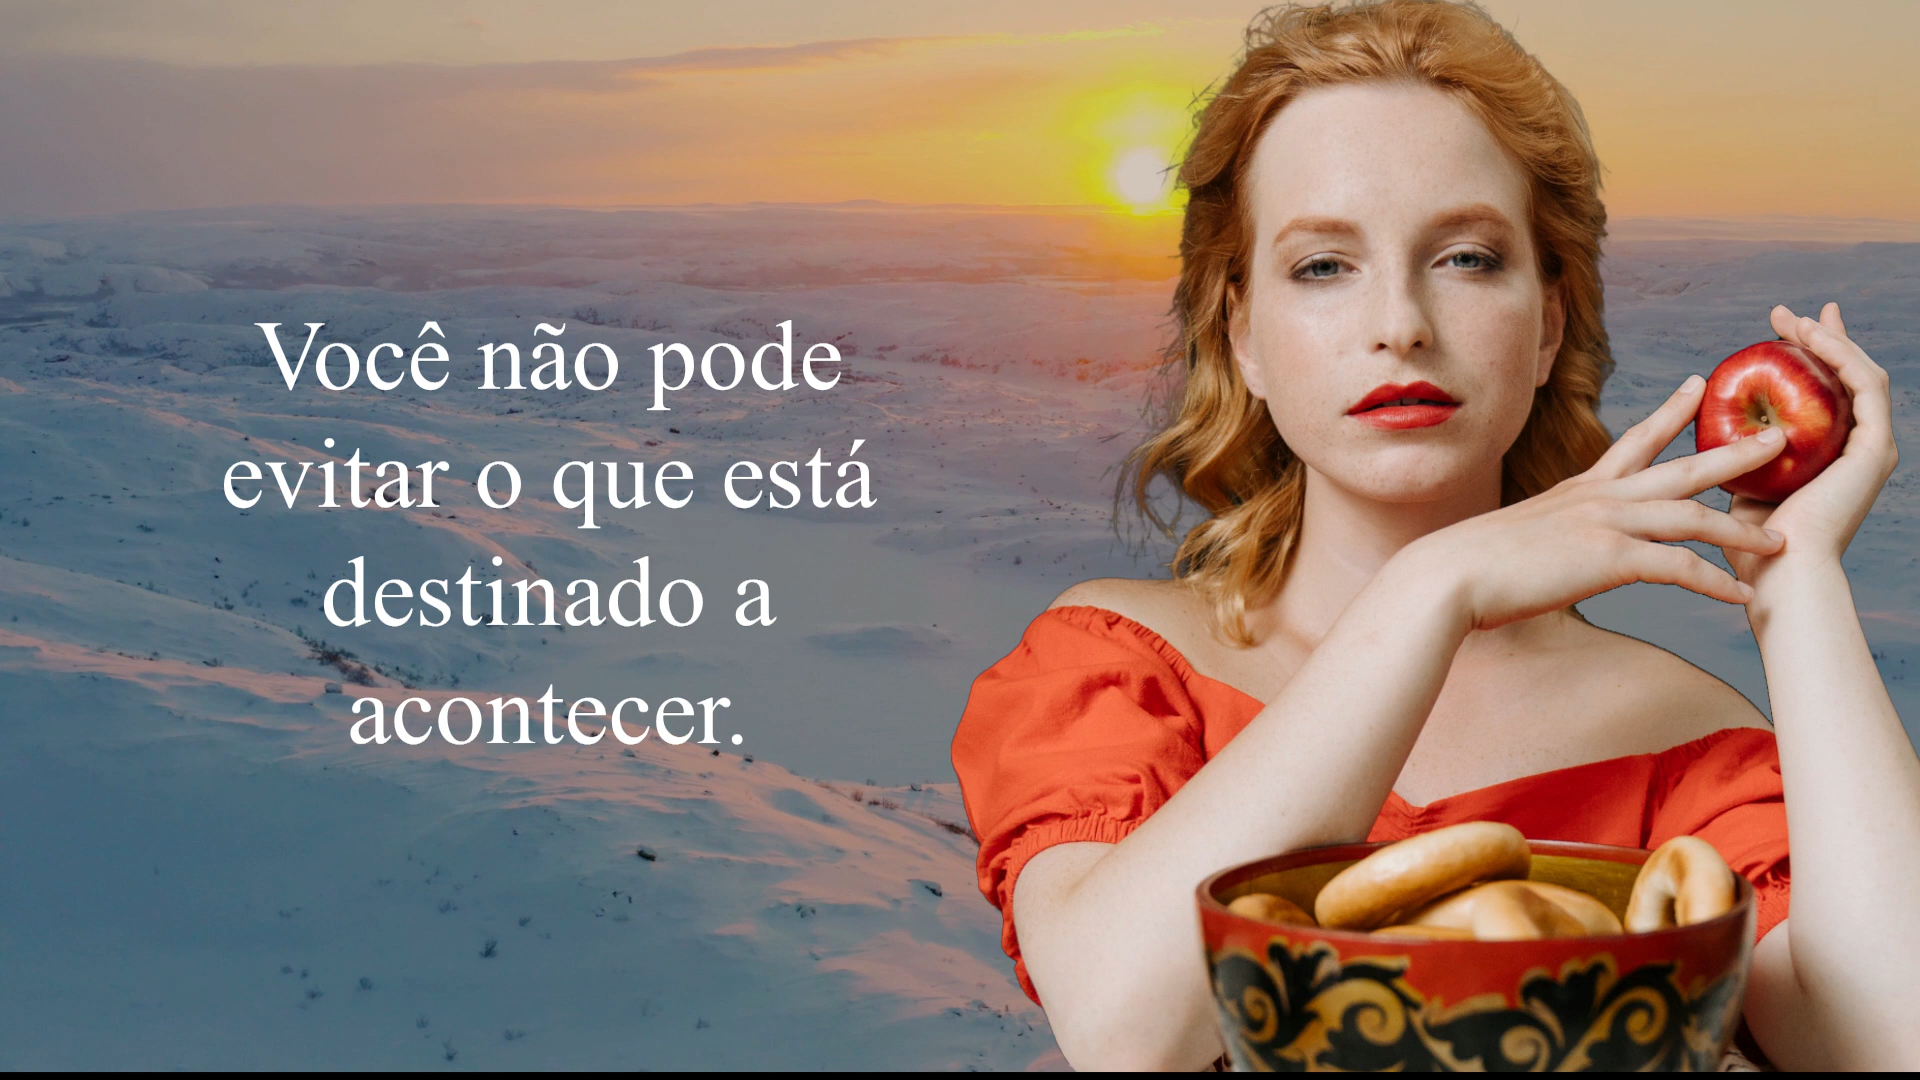 Você não pode
evitar o que está
destinado a
acontecer.